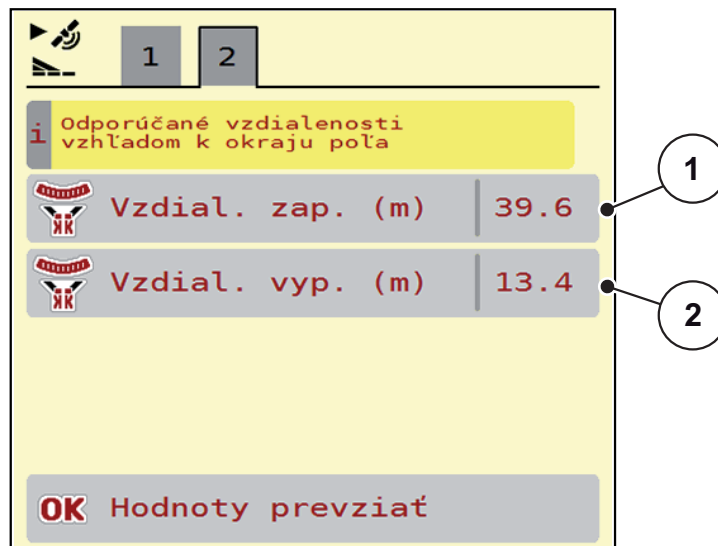 1 2
i Odporúčané vzdialenosti
vzhľadom k okraju poľa
Vzdial. zap. (m) 39.6
Vzdial. vyp. (m) 13.4
OK Hodnoty prevziať
1
2